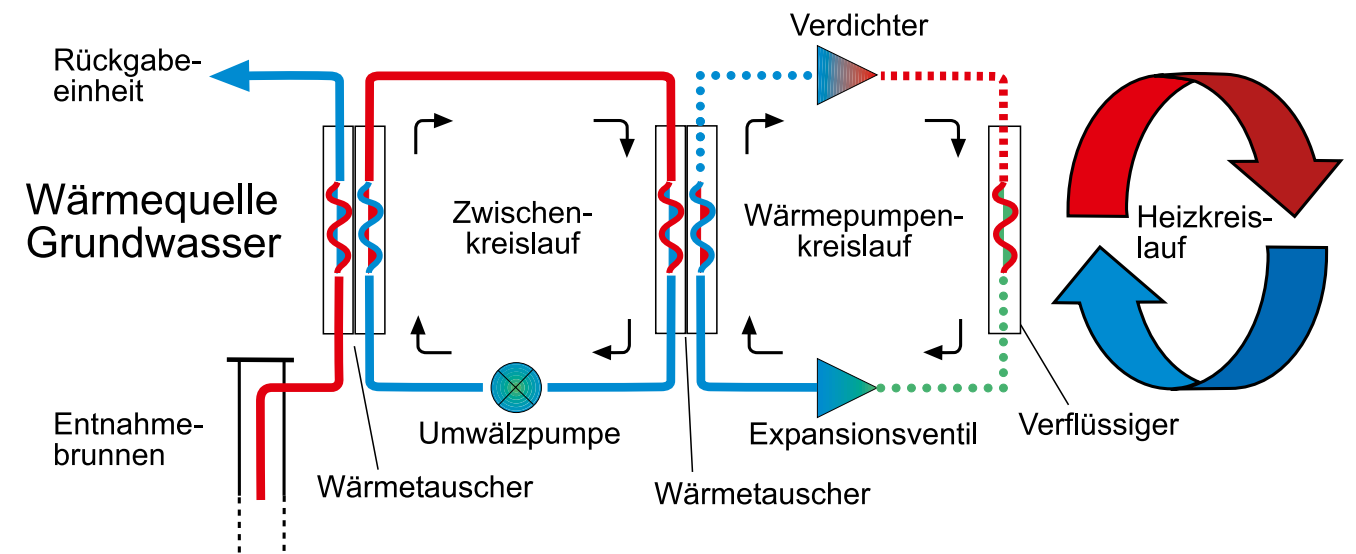 Verdichter
Rückgabe-
einheit
Wärmequelle
Grundwasser
Zwischen-
kreislauf
Wärmepumpen-
kreislauf
Heizkreis-
lauf
Entnahme-
brunnen
Umwälzpumpe
Expansionsventil
Verflüssiger
Wärmetauscher
Wärmetauscher